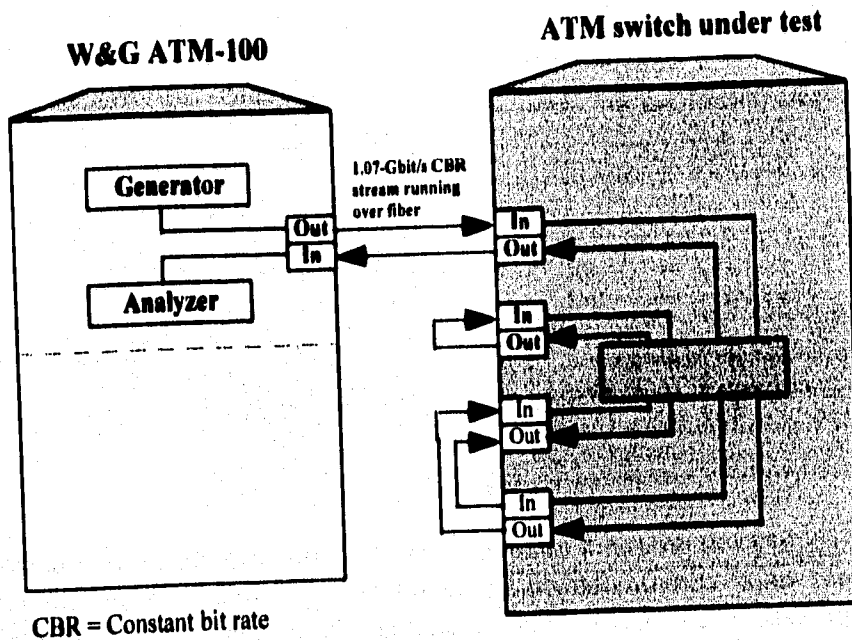 W&G ATM-100
ATM switch under test
Generator
1.07-Gbit/s CBR
stream running
over fiber
Out
In
Analyzer
In
Out
In
Out
In
Out
In
Out
CBR = Constant bit rate